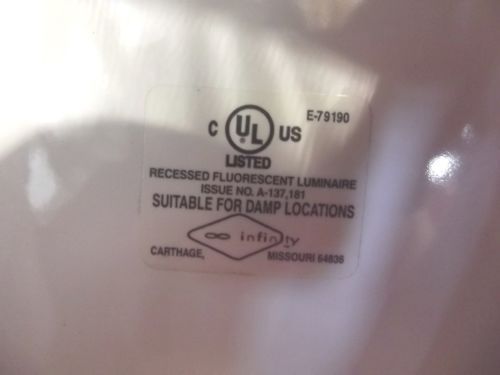 E-79190
C UL US
LISTED
RECESSED FLUORESCENT LUMINAIRE
ISSUE NO. A-137,181
SUITABLE FOR DAMP LOCATIONS
∞ infinity
CARTHAGE, MISSOURI 64836